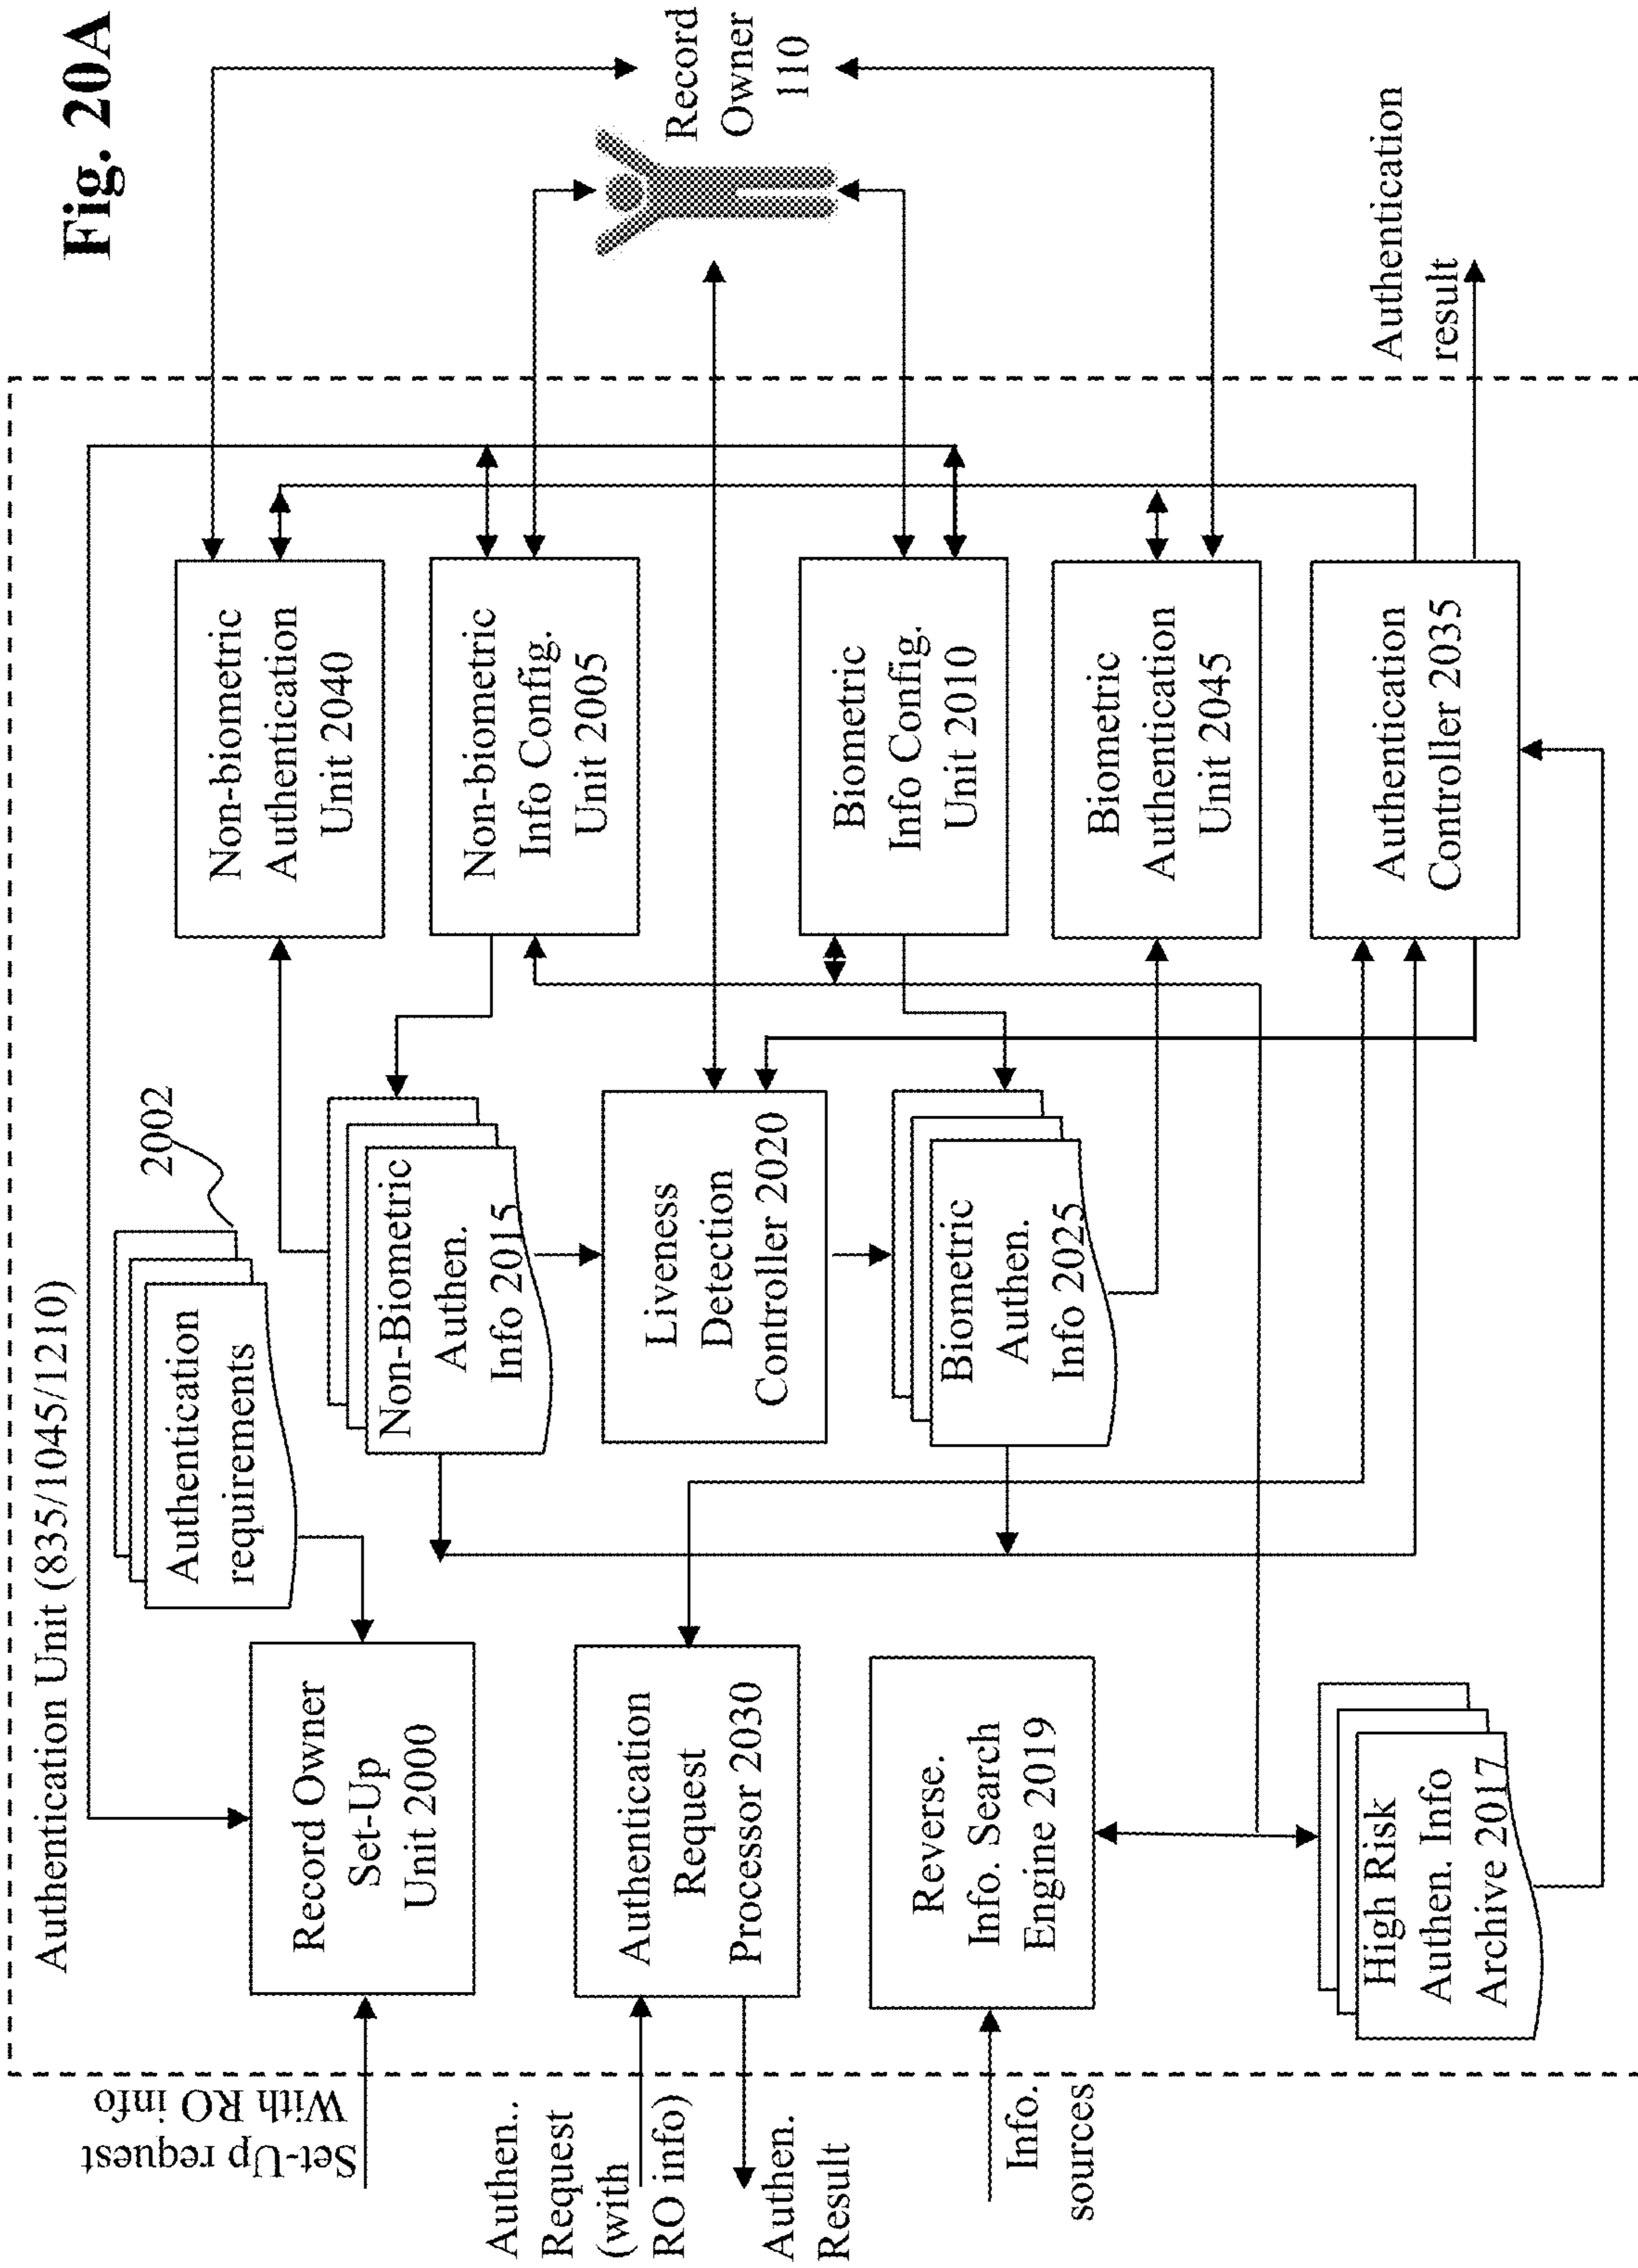 Fig. 20A
Authentication Unit (835/1045/1210)
Set-Up request
With RO info
Record Owner
Set-Up
Unit 2000
Authentication
requirements
2002
Non-biometric
Authentication
Unit 2040
Non-biometric
Info Config.
Unit 2005
Non-Biometric
Authen.
Info 2015
Record
Owner
110
Authen..
Request
(with
RO info)
Authen.
Result
Authentication
Request
Processor 2030
Liveness
Detection
Controller 2020
Biometric
Info Config.
Unit 2010
Biometric
Authen.
Info 2025
Biometric
Authentication
Unit 2045
Info.
sources
Reverse.
Info. Search
Engine 2019
High Risk
Authen. Info
Archive 2017
Authentication
Controller 2035
Authentication
result